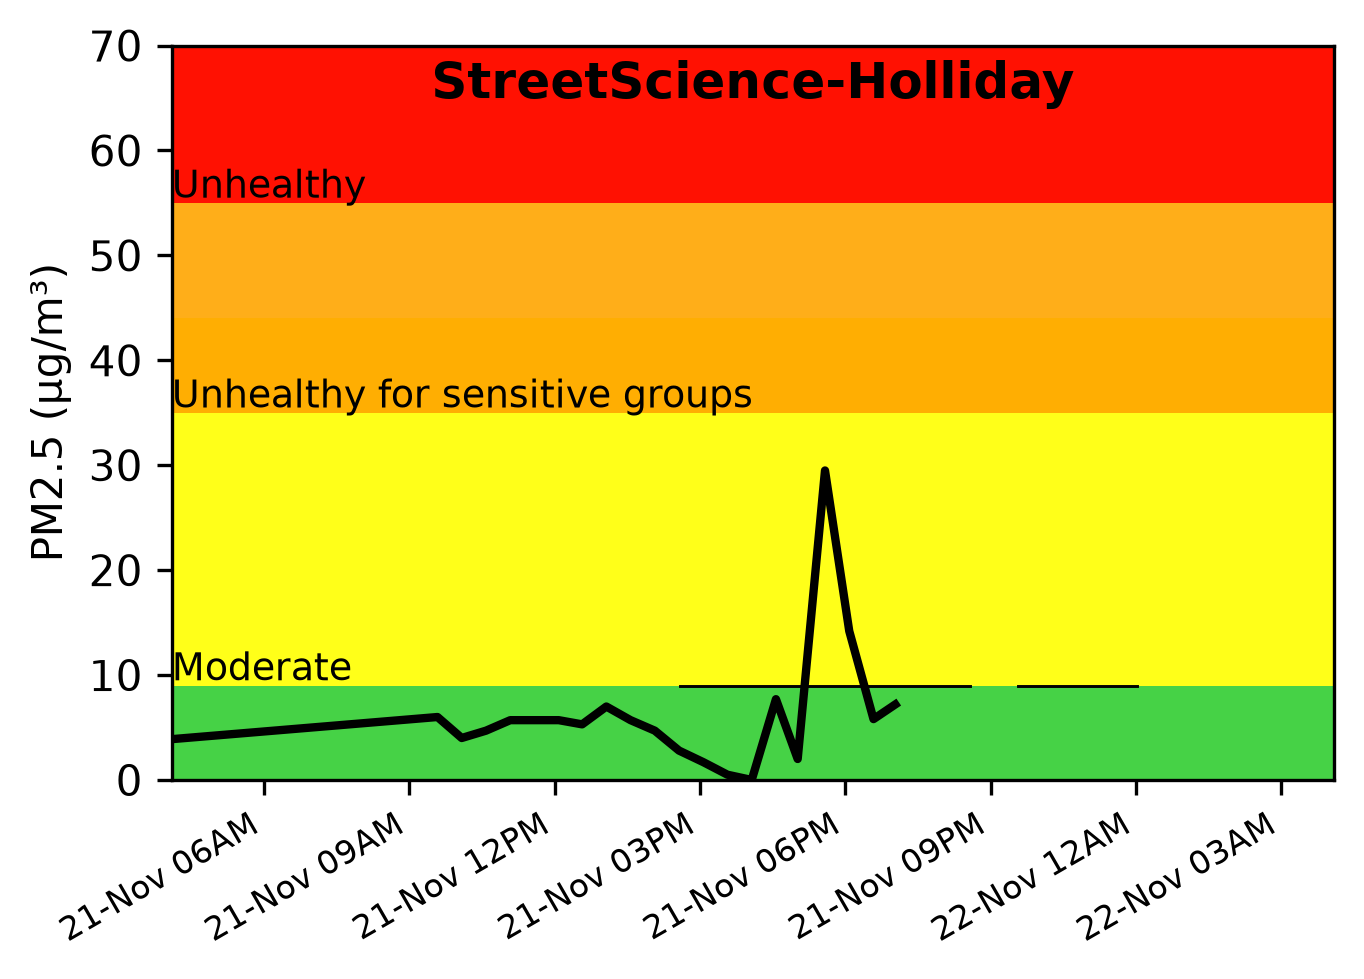 StreetScience-Holliday
PM2.5 (µg/m³)
70
60
50
40
30
20
10
0
Unhealthy
Unhealthy for sensitive groups
Moderate
21-Nov 06AM
21-Nov 09AM
21-Nov 12PM
21-Nov 03PM
21-Nov 06PM
21-Nov 09PM
22-Nov 12AM
22-Nov 03AM